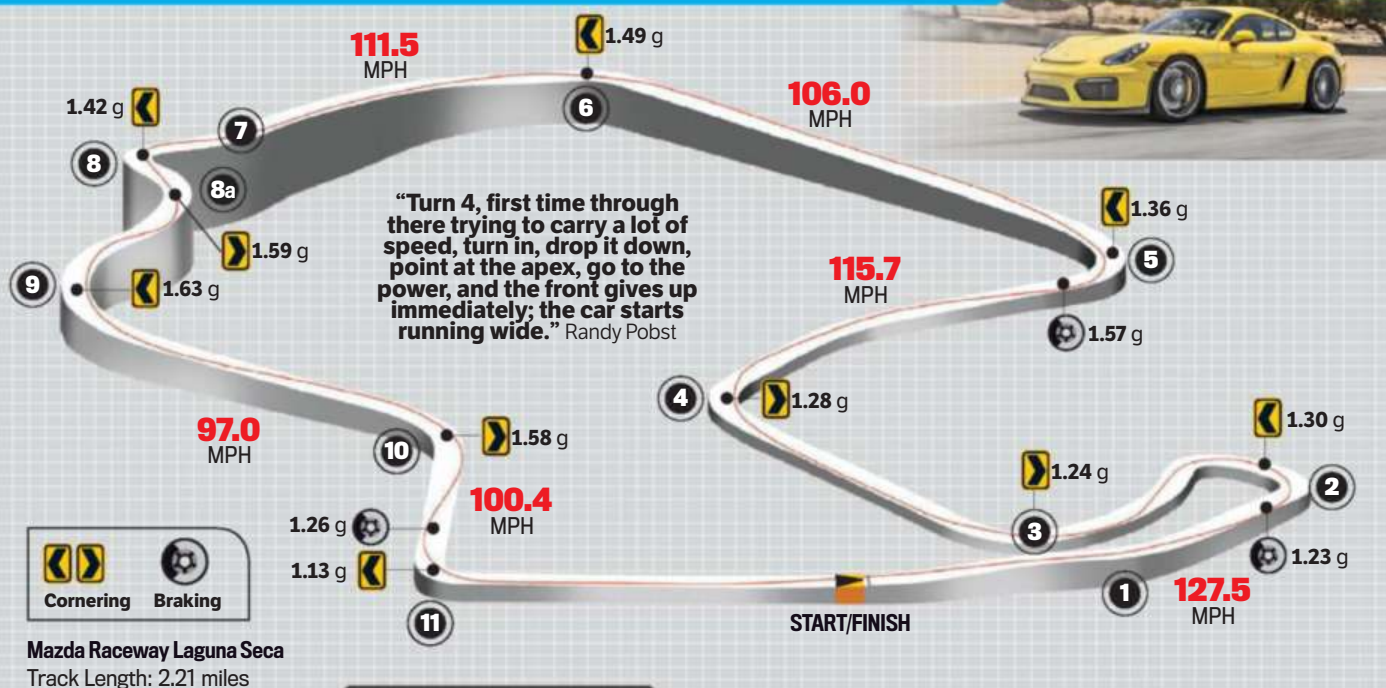 111.5
MPH
1.49 g
106.0
MPH
1.42 g
7
6
8
8a
"Turn 4, first time through
there trying to carry a lot of
speed, turn in, drop it down,
point at the apex, go to the
power, and the front gives up
immediately; the car starts
running wide." Randy Pobst
1.36 g
5
1.59 g
115.7
MPH
9
1.63 g
1.57 g
4
1.28 g
97.0
MPH
10
1.58 g
1.30 g
1.24 g
2
100.4
MPH
1.26 g
3
1.23 g
1.13 g
1
127.5
MPH
11
START/FINISH
Cornering Braking
Mazda Raceway Laguna Seca
Track Length: 2.21 miles